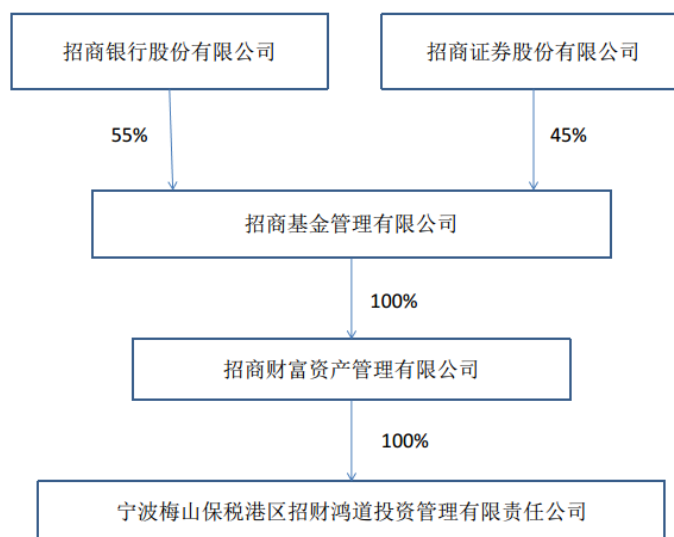 招商银行股份有限公司
招商证券股份有限公司
55%
45%
招商基金管理有限公司
100%
招商财富资产管理有限公司
100%
宁波梅山保税港区招财鸿道投资管理有限责任公司